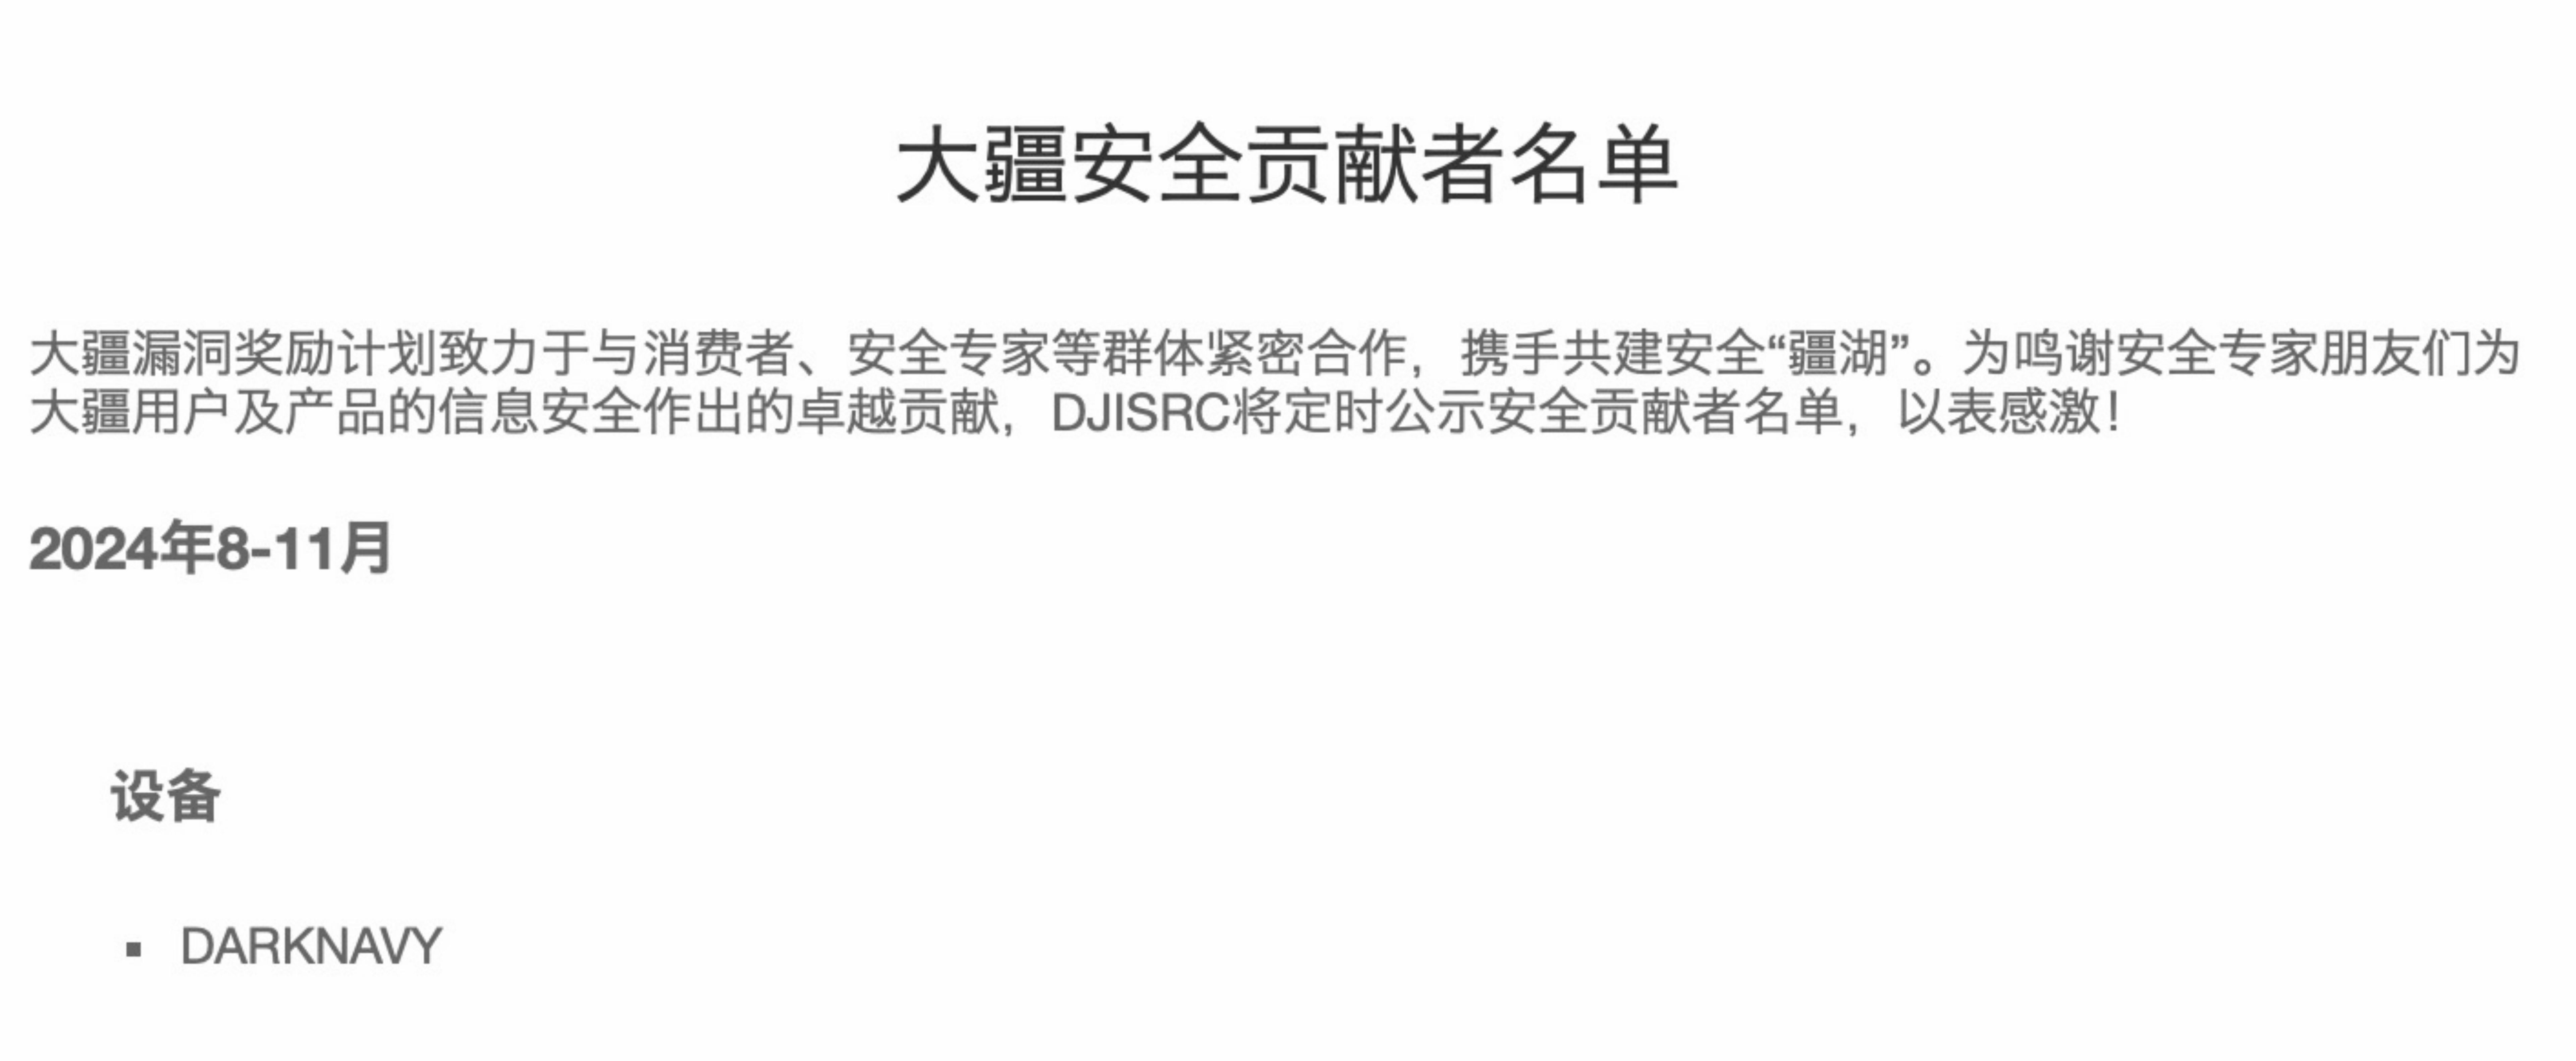 大疆安全贡献者名单
大疆漏洞奖励计划致力于与消费者、安全专家等群体紧密合作，携手共建安全“疆湖”。为鸣谢安全专家朋友们为
大疆用户及产品的信息安全作出的卓越贡献，DJISRC将定时公示安全贡献者名单，以表感激！
2024年8-11月
设备
▪ DARKNAVY